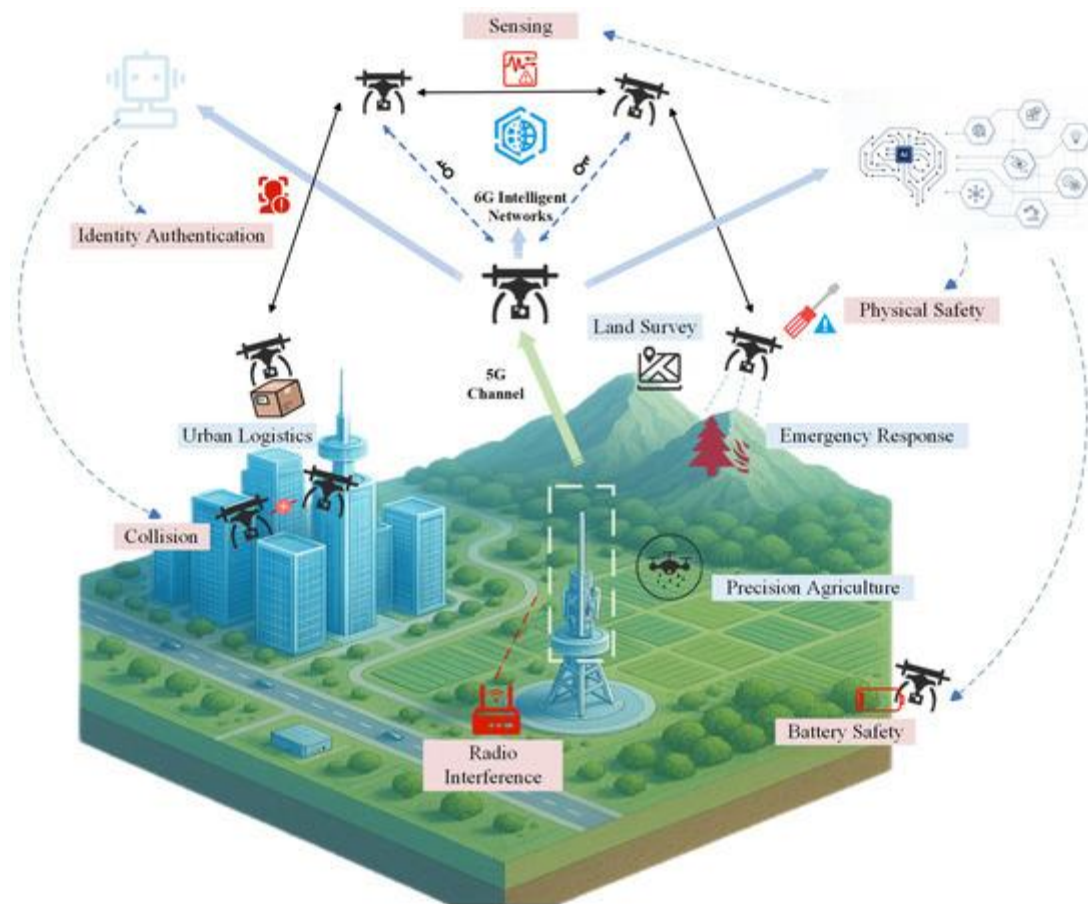 Sensing
AI
6G Intelligent
Networks
Identity Authentication
Physical Safety
Land Survey
5G
Channel
Urban Logistics
Emergency Response
Collision
Precision Agriculture
Battery Safety
Radio
Interference